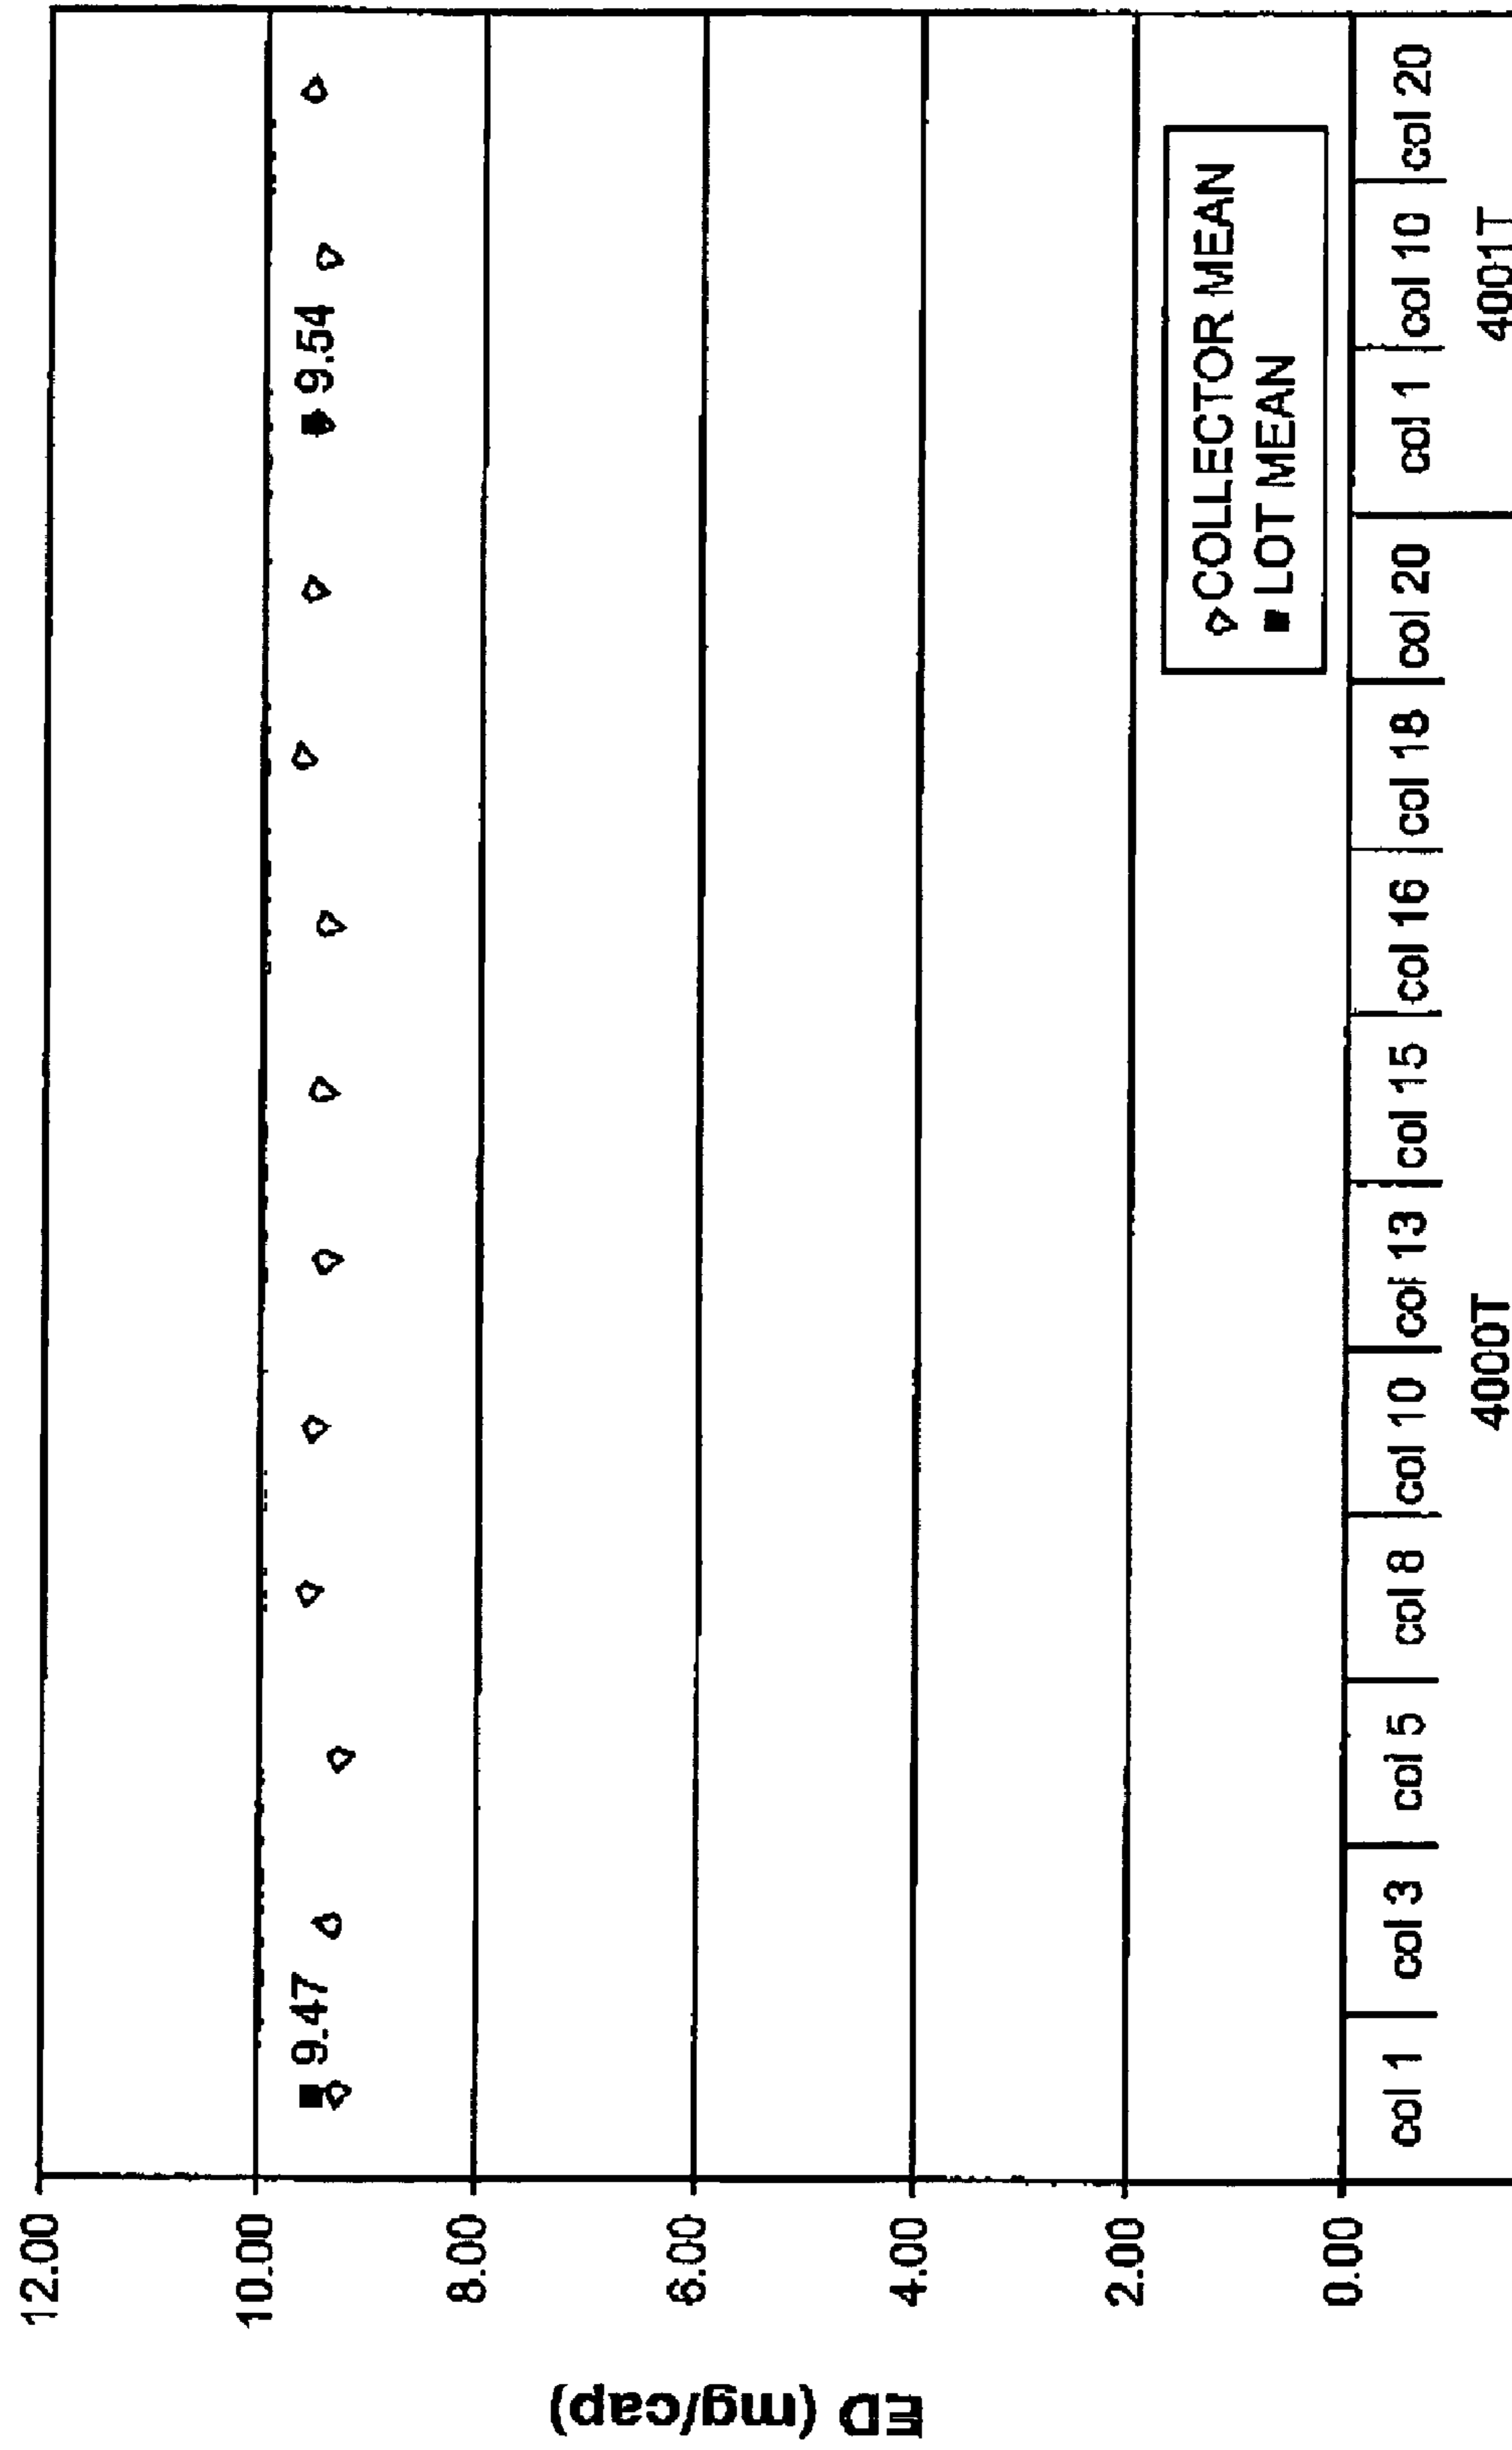 ED (mg/cap)
12.00
10.00
8.00
6.00
4.00
2.00
0.00
9.47
9.54
COLLECTOR MEAN
LOT MEAN
col 1
col 3
col 5
col 8
col 10
col 13
col 15
col 16
col 18
col 20
col 1
col 10
col 20
4000T
4001T